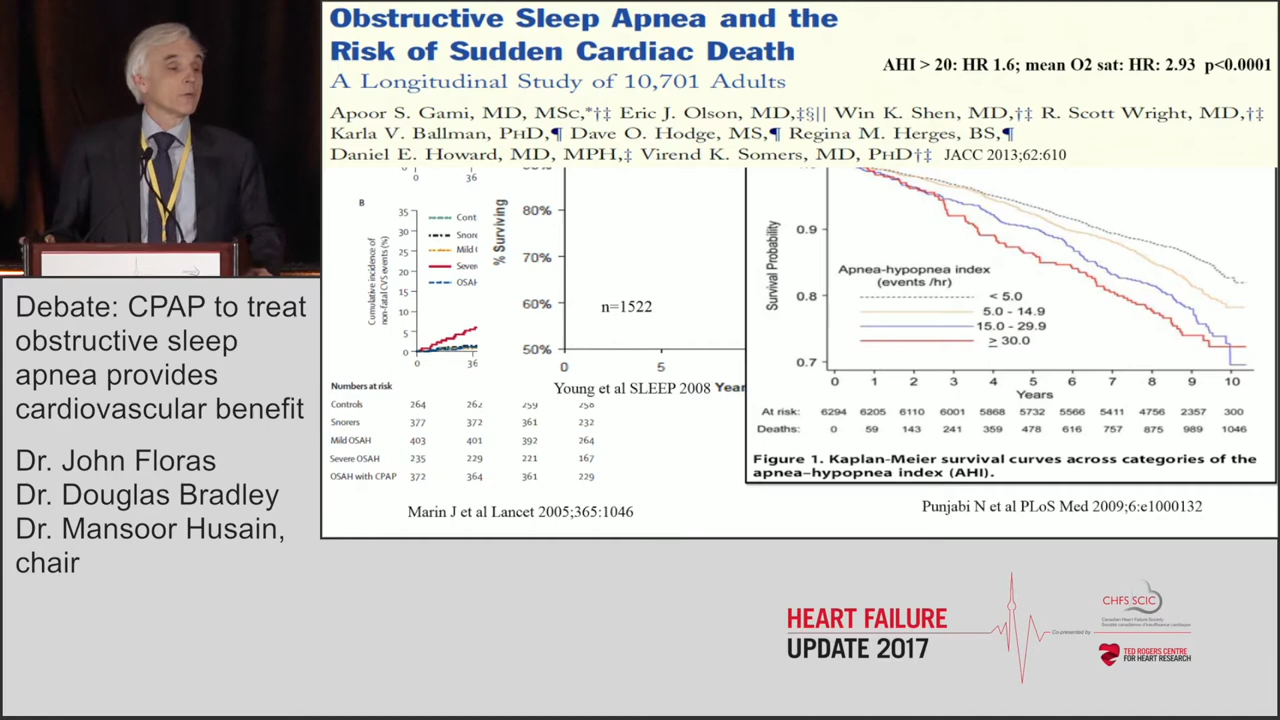 Obstructive Sleep Apnea and the
Risk of Sudden Cardiac Death
A Longitudinal Study of 10,701 Adults
AHI > 20: HR 1.6; mean O2 sat: HR: 2.93 p<0.0001
Apoor S. Gami, MD, MSc,*†‡ Eric J. Olson, MD,‡§|| Win K. Shen, MD,†‡ R. Scott Wright, MD,†‡
Karla V. Ballman, PhD,¶ Dave O. Hodge, MS,¶ Regina M. Herges, BS,¶
Daniel E. Howard, MD, MPH,‡ Virend K. Somers, MD, PhD†‡ JACC 2013;62:610
0 36
B
Cumulative incidence of
non-fatal CVS events (%)
35
30
25
20
15
10
5
0
0 36
Cont
Snore
Mild
Sever
OSAH
Numbers at risk
Controls 264 262 259 258
Snorers 377 372 361 232
Mild OSAH 403 401 392 264
Severe OSAH 235 229 221 167
OSAH with CPAP 372 364 361 229
Marin J et al Lancet 2005;365:1046
% Surviving
80%
70%
60%
50%
n=1522
0 5
Young et al SLEEP 2008 Year
Survival Probability
0.9
0.8
0.7
Apnea-hypopnea index
(events /hr)
< 5.0
5.0 - 14.9
15.0 - 29.9
≥ 30.0
0 1 2 3 4 5 6 7 8 9 10
Years
At risk: 6294 6205 6110 6001 5868 5732 5566 5411 4756 2357 300
Deaths: 0 59 143 241 359 478 616 757 875 989 1046
Figure 1. Kaplan-Meier survival curves across categories of the
apnea-hypopnea index (AHI).
Punjabi N et al PLoS Med 2009;6:e1000132
Debate: CPAP to treat
obstructive sleep
apnea provides
cardiovascular benefit
Dr. John Floras
Dr. Douglas Bradley
Dr. Mansoor Husain,
chair
HEART FAILURE
UPDATE 2017
Co-presented by
CHFS/SCIC
Canadian Heart Failure Society
Société canadienne d'insuffisance cardiaque
TED ROGERS CENTRE
FOR HEART RESEARCH